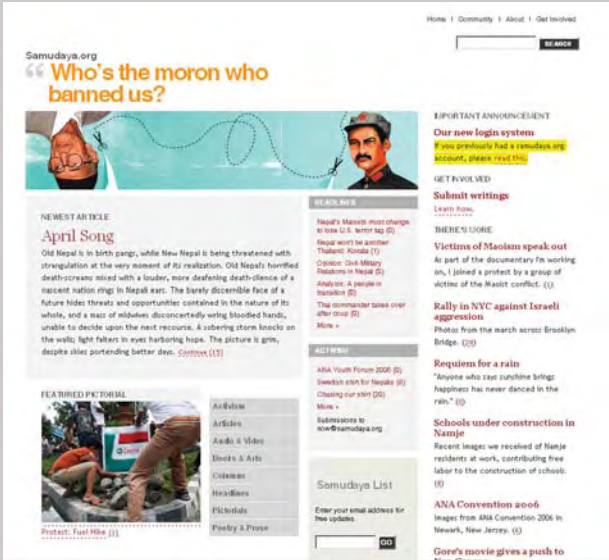 Home | Community | About | Get Involved
SEARCH
Samudaya.org
“ Who's the moron who
banned us?
NEWEST ARTICLE
April Song
Old Nepal is in birth pangs, while New Nepal is being threatened with
strangulation at the very moment of its realization. Old Nepal's horrified
death-screams mixed with a louder, more deafening death-silence of a
nascent nation rings in Nepali ears. The barely discernible face of a
future hides threats and opportunities contained in the nature of its
whole, and a mass of midwives disconcertedly wring bloodied hands,
unable to decide upon the next recourse. A sobering storm knocks on
the walls; light falters in eyes harboring hope. The picture is grim,
despite skies portending better days. Continue (15)
FEATURED PICTORIAL
Protest: Fuel Hike (1)
Activism
Articles
Audio & Video
Books & Arts
Columns
Headlines
Pictorials
Poetry & Prose
HEADLINES
Nepal's Maoists must change
to lose U.S. terror tag (0)
Nepal won't be another
Thailand: Koirala (1)
Opinion: Civil-Military
Relations in Nepal (5)
Analysis: A people in
transition (0)
Thai commander takes over
after coup (0)
More »
ACTIVISM
ANA Youth Forum 2006 (0)
Swedish shirt for Nepalis (0)
Chasing our shirt (20)
More »
Submissions to
now@samudaya.org
Samudaya List
Enter your email address for
free updates.
GO
IMPORTANT ANNOUNCEMENT
Our new login system
If you previously had a samudaya.org
account, please read this.
GET INVOLVED
Submit writings
Learn how.
THERE'S MORE
Victims of Maoism speak out
As part of the documentary I'm working
on, I joined a protest by a group of
victims of the Maoist conflict.
Rally in NYC against Israeli
aggression
Photos from the march across Brooklyn
Bridge.
Requiem for a rain
"Anyone who says sunshine brings
happiness has never danced in the
rain."
Schools under construction in
Namje
Recent images we received of Namje
residents at work, contributing free
labor to the construction of schools.
ANA Convention 2006
Images from ANA Convention 2006 in
Newark, New Jersey.
Gore's movie gives a push to